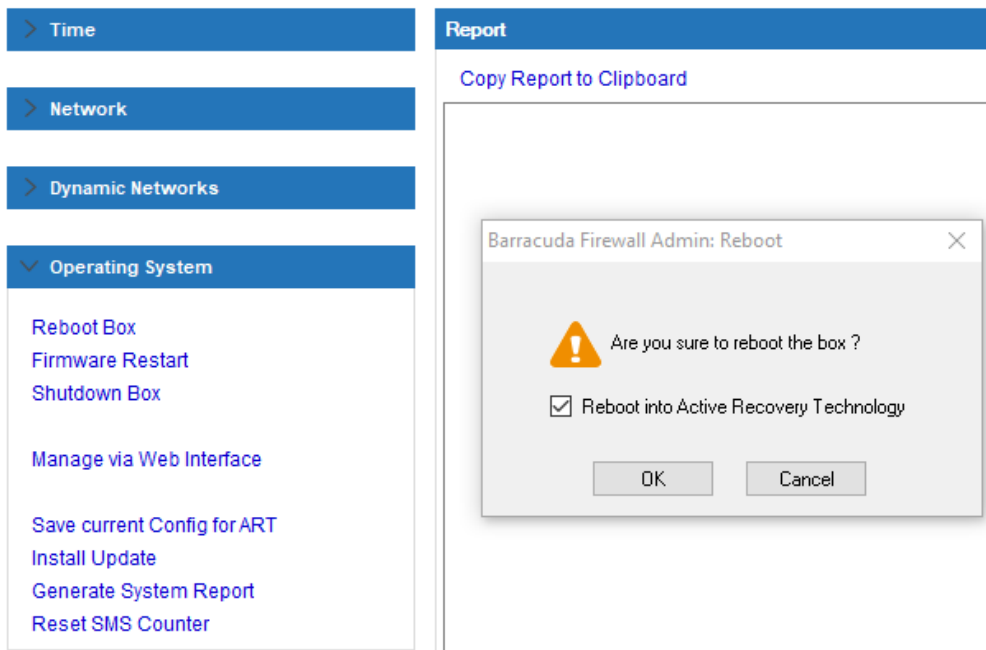 Time
Network
Dynamic Networks
Operating System
Reboot Box
Firmware Restart
Shutdown Box
Manage via Web Interface
Save current Config for ART
Install Update
Generate System Report
Reset SMS Counter
Report
Copy Report to Clipboard
Barracuda Firewall Admin: Reboot
Are you sure to reboot the box ?
Reboot into Active Recovery Technology
OK
Cancel